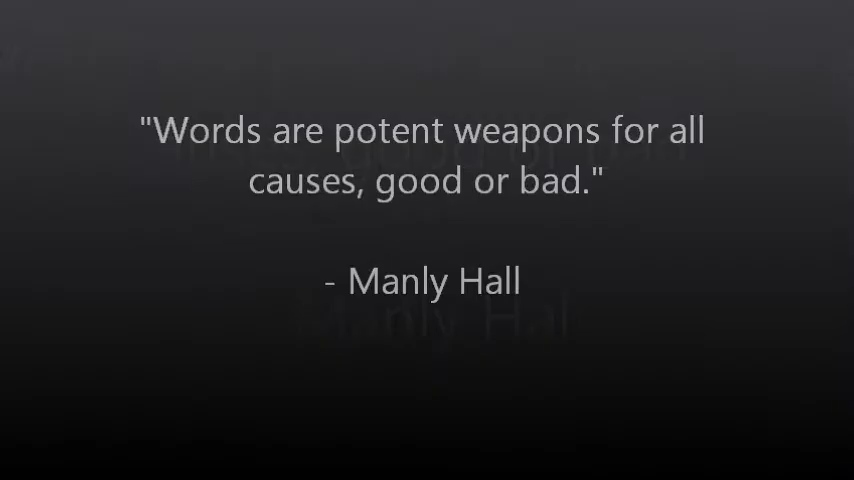 "Words are potent weapons for all
causes, good or bad."
- Manly Hall